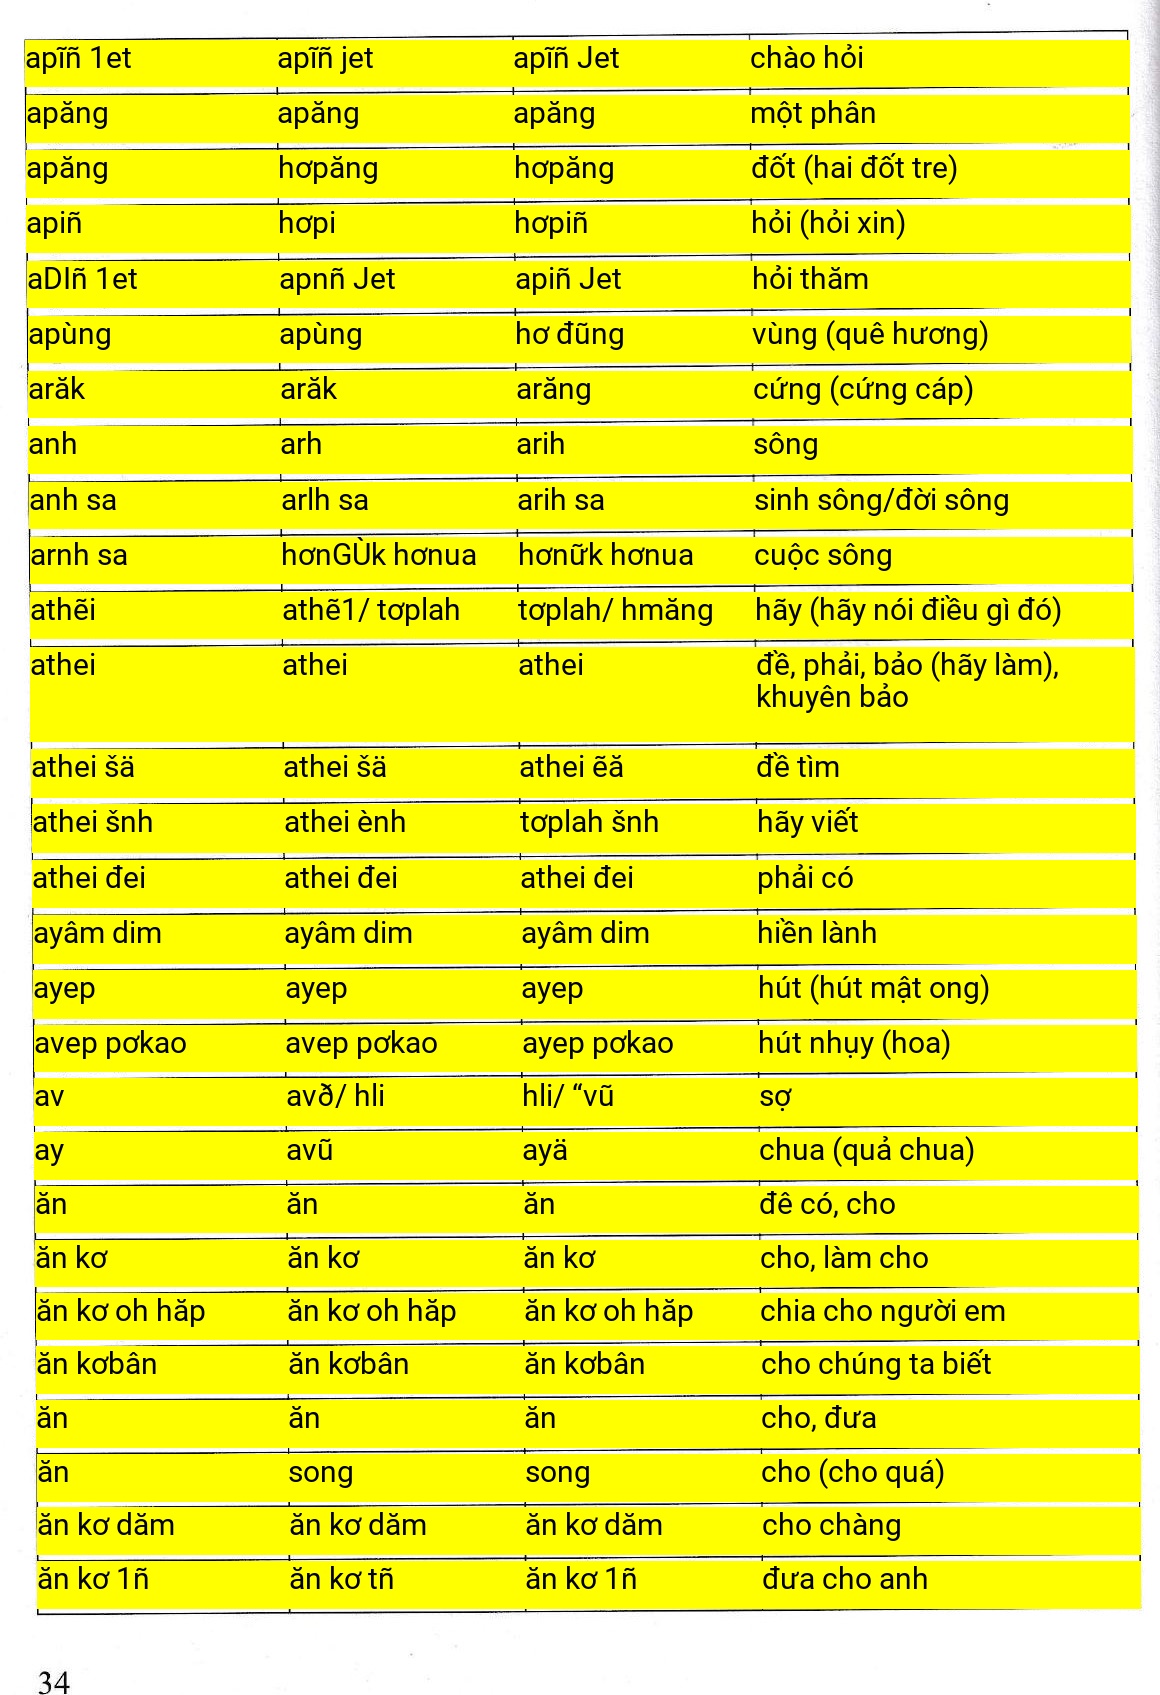 apĩñ 1et apĩñ jet apĩñ Jet chào hỏi
apăng apăng apăng một phân
apăng hơpăng hơpăng đốt (hai đốt tre)
apiñ hơpi hơpiñ hỏi (hỏi xin)
aDIñ 1et apnñ Jet apiñ Jet hỏi thăm
apùng apùng hơ đũng vùng (quê hương)
arăk arăk arăng cứng (cứng cáp)
anh arh arih sông
anh sa arlh sa arih sa sinh sông/đời sông
arnh sa hơnGÙk hơnua hơnữk hơnua cuộc sông
athẽi athẽ1/ tơplah tơplah/ hmăng hãy (hãy nói điều gì đó)
athei athei athei đề, phải, bảo (hãy làm),
khuyên bảo
athei šä athei šä athei ẽă đề tìm
athei šnh athei ènh tơplah šnh hãy viết
athei đei athei đei athei đei phải có
ayâm dim ayâm dim ayâm dim hiền lành
ayep ayep ayep hút (hút mật ong)
avep pơkao avep pơkao ayep pơkao hút nhụy (hoa)
av avð/ hli hli/ “vũ sợ
ay avũ ayä chua (quả chua)
ăn ăn ăn đê có, cho
ăn kơ ăn kơ ăn kơ cho, làm cho
ăn kơ oh hăp ăn kơ oh hăp ăn kơ oh hăp chia cho người em
ăn kơbân ăn kơbân ăn kơbân cho chúng ta biết
ăn ăn ăn cho, đưa
ăn song song cho (cho quá)
ăn kơ dăm ăn kơ dăm ăn kơ dăm cho chàng
ăn kơ 1ñ ăn kơ tñ ăn kơ 1ñ đưa cho anh
34